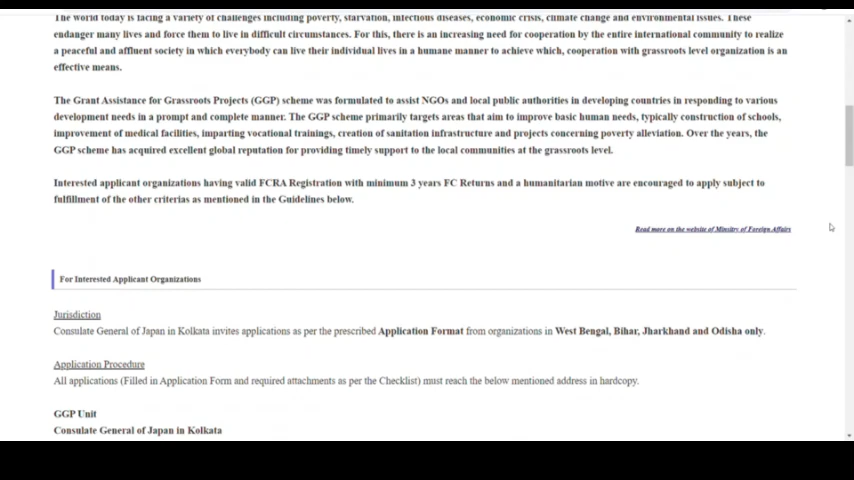 The world today is facing a variety of challenges including poverty, starvation, infectious diseases, economic crisis, climate change and environmental issues. These
endanger many lives and force them to live in difficult circumstances. For this, there is an increasing need for cooperation by the entire international community to realize
a peaceful and affluent society in which everybody can live their individual lives in a humane manner to achieve which, cooperation with grassroots level organization is an
effective means.
The Grant Assistance for Grassroots Projects (GGP) scheme was formulated to assist NGOs and local public authorities in developing countries in responding to various
development needs in a prompt and complete manner. The GGP scheme primarily targets areas that aim to improve basic human needs, typically construction of schools,
improvement of medical facilities, imparting vocational trainings, creation of sanitation infrastructure and projects concerning poverty alleviation. Over the years, the
GGP scheme has acquired excellent global reputation for providing timely support to the local communities at the grassroots level.
Interested applicant organizations having valid FCRA Registration with minimum 3 years FC Returns and a humanitarian motive are encouraged to apply subject to
fulfillment of the other criterias as mentioned in the Guidelines below.
Read more on the website of Minsitry of Foreign Affairs
For Interested Applicant Organizations
Jurisdiction
Consulate General of Japan in Kolkata invites applications as per the prescribed Application Format from organizations in West Bengal, Bihar, Jharkhand and Odisha only.
Application Procedure
All applications (Filled in Application Form and required attachments as per the Checklist) must reach the below mentioned address in hardcopy.
GGP Unit
Consulate General of Japan in Kolkata